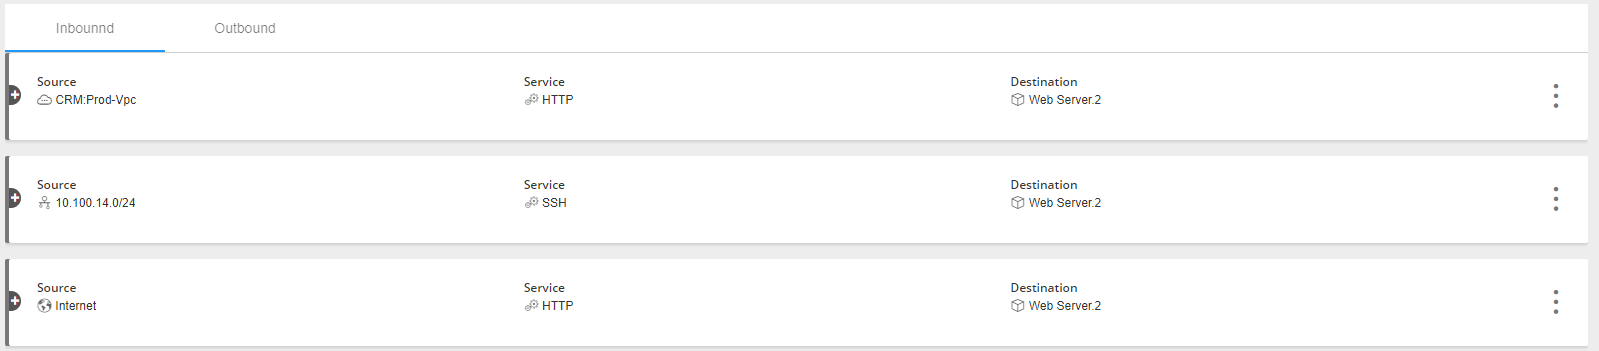 Inbounnd Outbound
Source Service Destination
CRM:Prod-Vpc HTTP Web Server.2
Source Service Destination
10.100.14.0/24 SSH Web Server.2
Source Service Destination
Internet HTTP Web Server.2